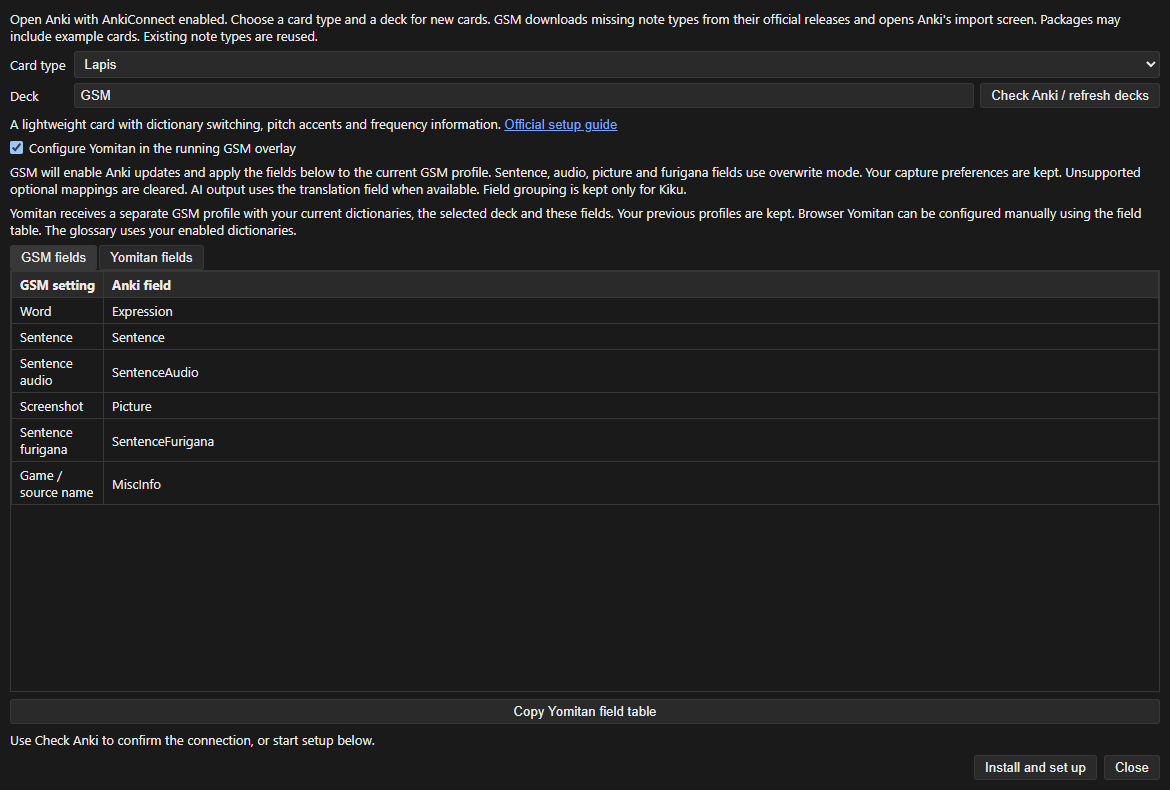 Open Anki with AnkiConnect enabled. Choose a card type and a deck for new cards. GSM downloads missing note types from their official releases and opens Anki's import screen. Packages may
include example cards. Existing note types are reused.
Card type Lapis
Deck GSM Check Anki / refresh decks
A lightweight card with dictionary switching, pitch accents and frequency information. Official setup guide
Configure Yomitan in the running GSM overlay
GSM will enable Anki updates and apply the fields below to the current GSM profile. Sentence, audio, picture and furigana fields use overwrite mode. Your capture preferences are kept. Unsupported
optional mappings are cleared. AI output uses the translation field when available. Field grouping is kept only for Kiku.
Yomitan receives a separate GSM profile with your current dictionaries, the selected deck and these fields. Your previous profiles are kept. Browser Yomitan can be configured manually using the field
table. The glossary uses your enabled dictionaries.
GSM fields Yomitan fields
GSM setting Anki field
Word Expression
Sentence Sentence
Sentence
audio SentenceAudio
Screenshot Picture
Sentence
furigana SentenceFurigana
Game /
source name MiscInfo
Copy Yomitan field table
Use Check Anki to confirm the connection, or start setup below.
Install and set up Close